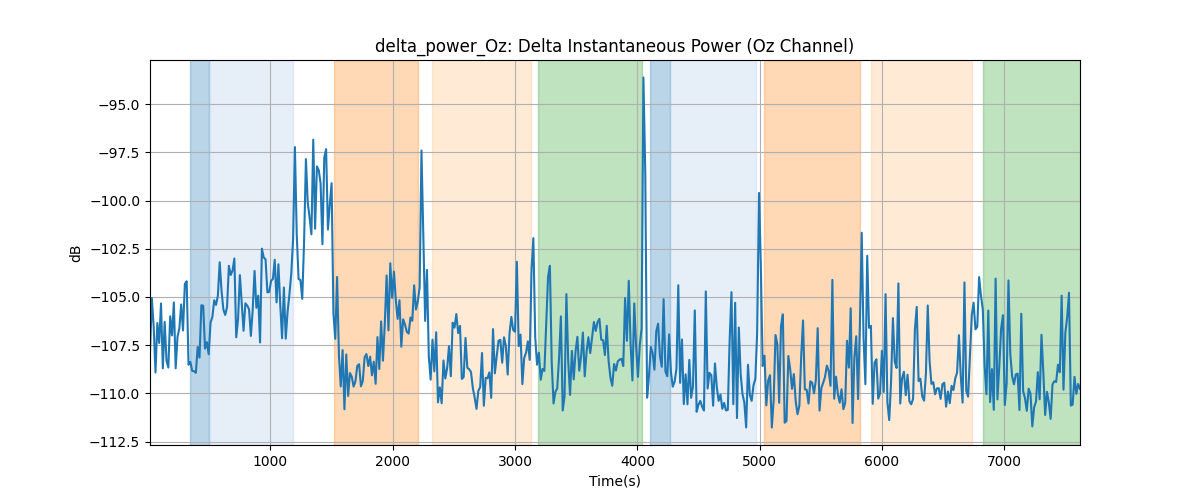 delta_power_Oz: Delta Instantaneous Power (Oz Channel)
−95.0
−97.5
−100.0
−102.5
−105.0
−107.5
−110.0
−112.5
dB
1000 2000 3000 4000 5000 6000 7000
Time(s)